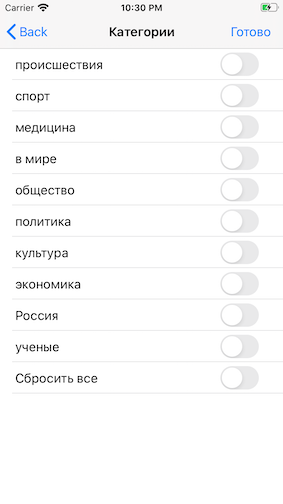 Carrier 10:30 PM
Back Категории Готово
происшествия
спорт
медицина
в мире
общество
политика
культура
экономика
Россия
ученые
Сбросить все